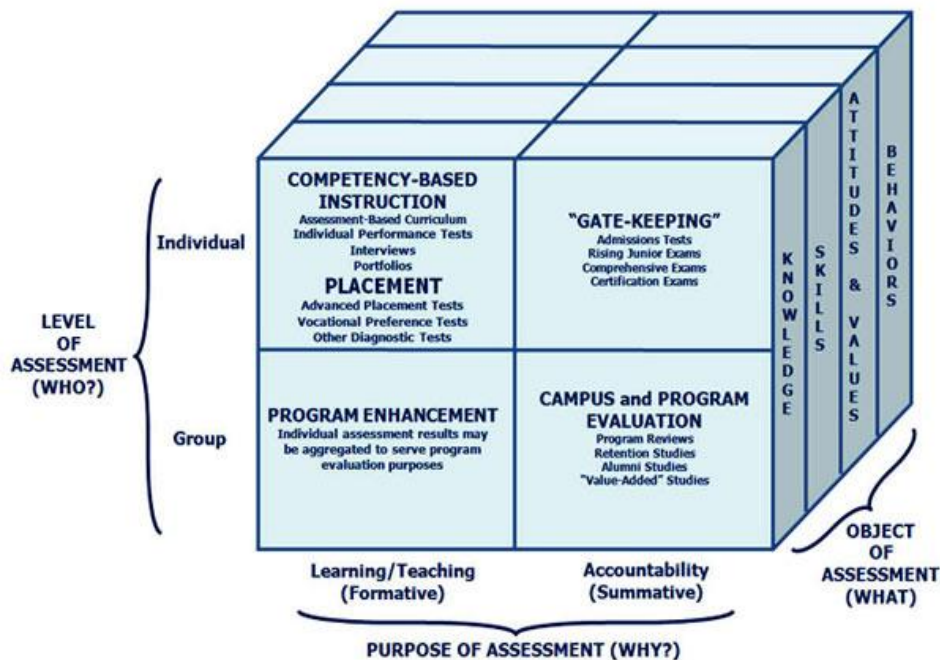 COMPETENCY-BASED
INSTRUCTION
Assessment-Based Curriculum
Individual Performance Tests
Interviews
Portfolios
PLACEMENT
Advanced Placement Tests
Vocational Preference Tests
Other Diagnostic Tests
"GATE-KEEPING"
Admissions Tests
Rising Junior Exams
Comprehensive Exams
Certification Exams
PROGRAM ENHANCEMENT
Individual assessment results may
be aggregated to serve program
evaluation purposes
CAMPUS and PROGRAM
EVALUATION
Program Reviews
Retention Studies
Alumni Studies
"Value-Added" Studies
KNOWLEDGE
SKILLS
ATTITUDES & VALUES
BEHAVIORS
LEVEL
OF
ASSESSMENT
(WHO?)
Individual
Group
Learning/Teaching
(Formative)
Accountability
(Summative)
PURPOSE OF ASSESSMENT (WHY?)
OBJECT
OF
ASSESSMENT
(WHAT)